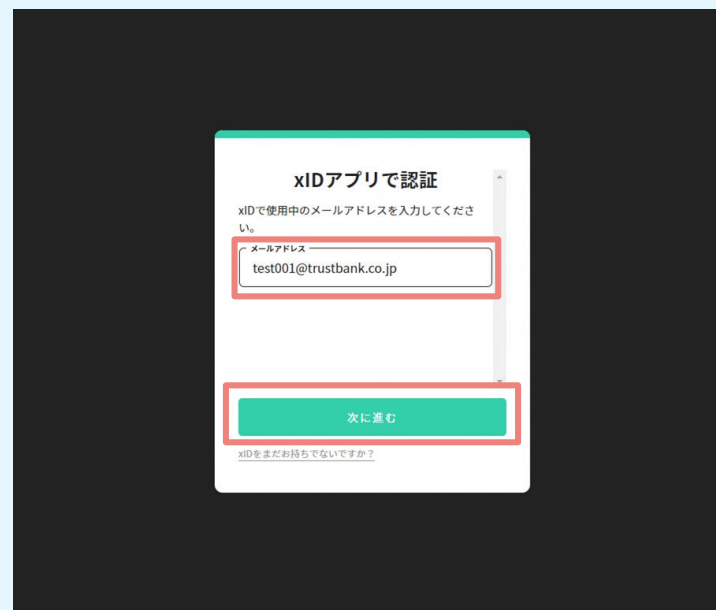 xIDアプリで認証
xIDで使用中のメールアドレスを入力してくださ
い。
メールアドレス
test001@trustbank.co.jp
次に進む
xIDをまだお持ちでないですか？